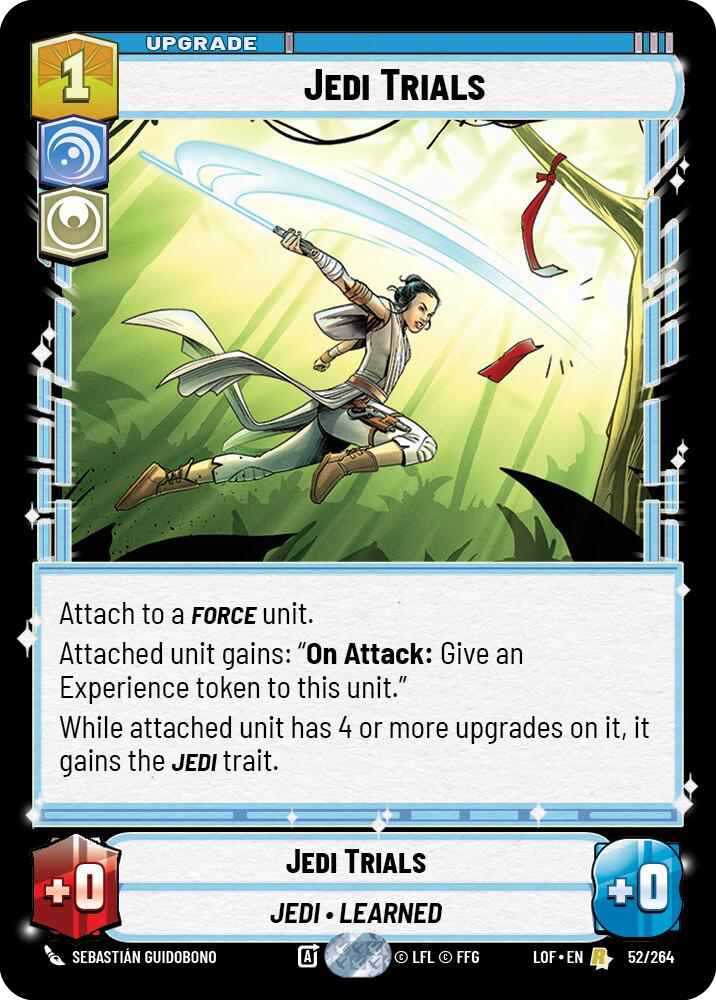 UPGRADE
1
JEDI TRIALS
Attach to a FORCE unit.
Attached unit gains: “On Attack: Give an
Experience token to this unit.”
While attached unit has 4 or more upgrades on it, it
gains the JEDI trait.
JEDI TRIALS
+0
+0
JEDI • LEARNED
SEBASTIÁN GUIDOBONO
A
© LFL © FFG
LOF • EN
R
52/264